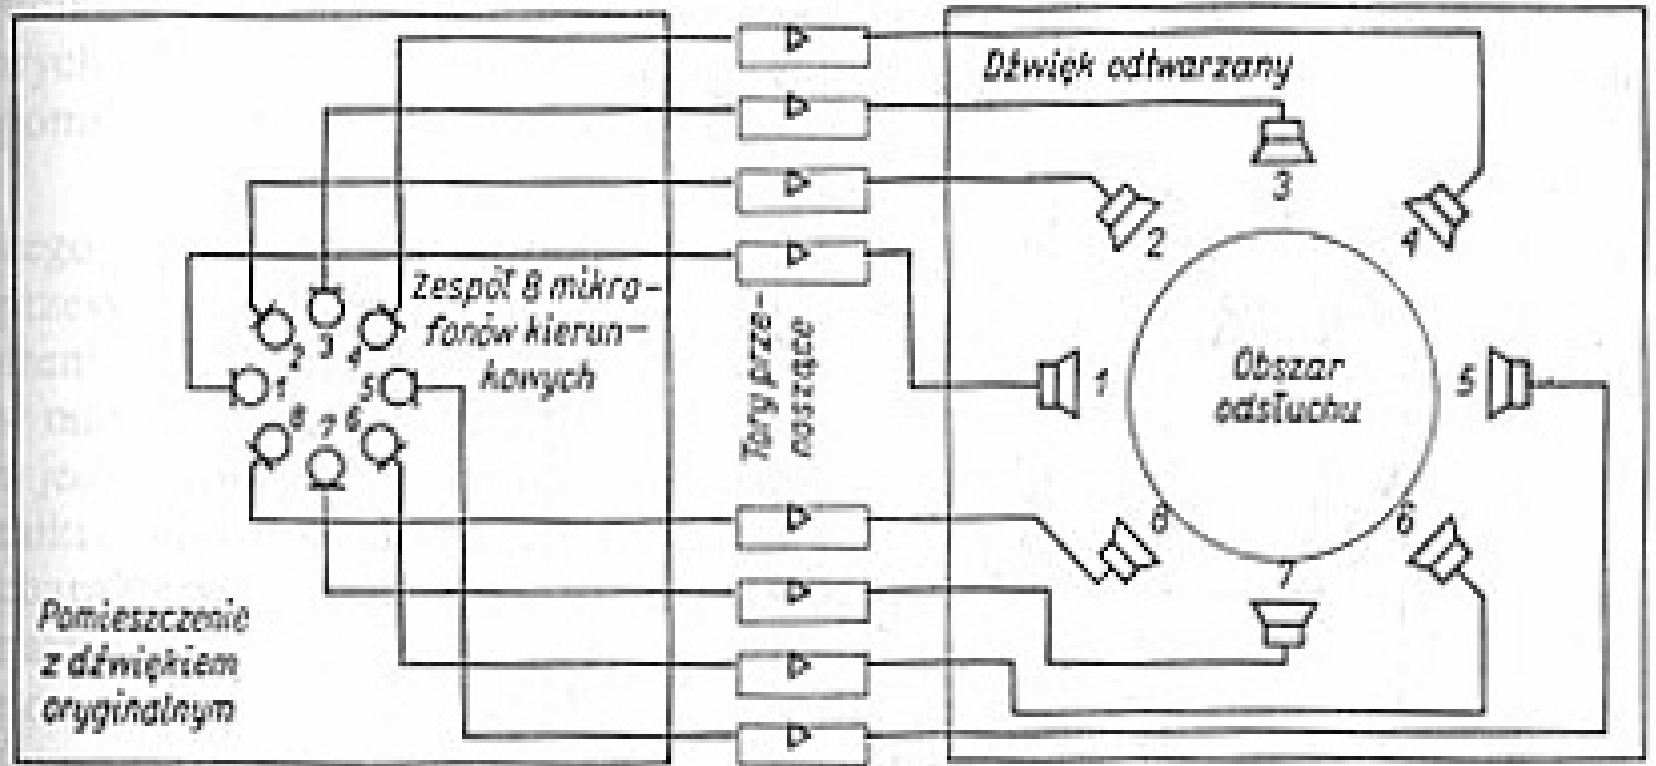 Dźwięk odtwarzany
3
2
4
Zespół 8 mikro-
fonów kierun-
kowych
2
3
4
1
5
8
7
6
Tory prze-
noszące
1
Obszar
odsłuchu
5
8
6
7
Pomieszczenie
z dźwiękiem
oryginalnym